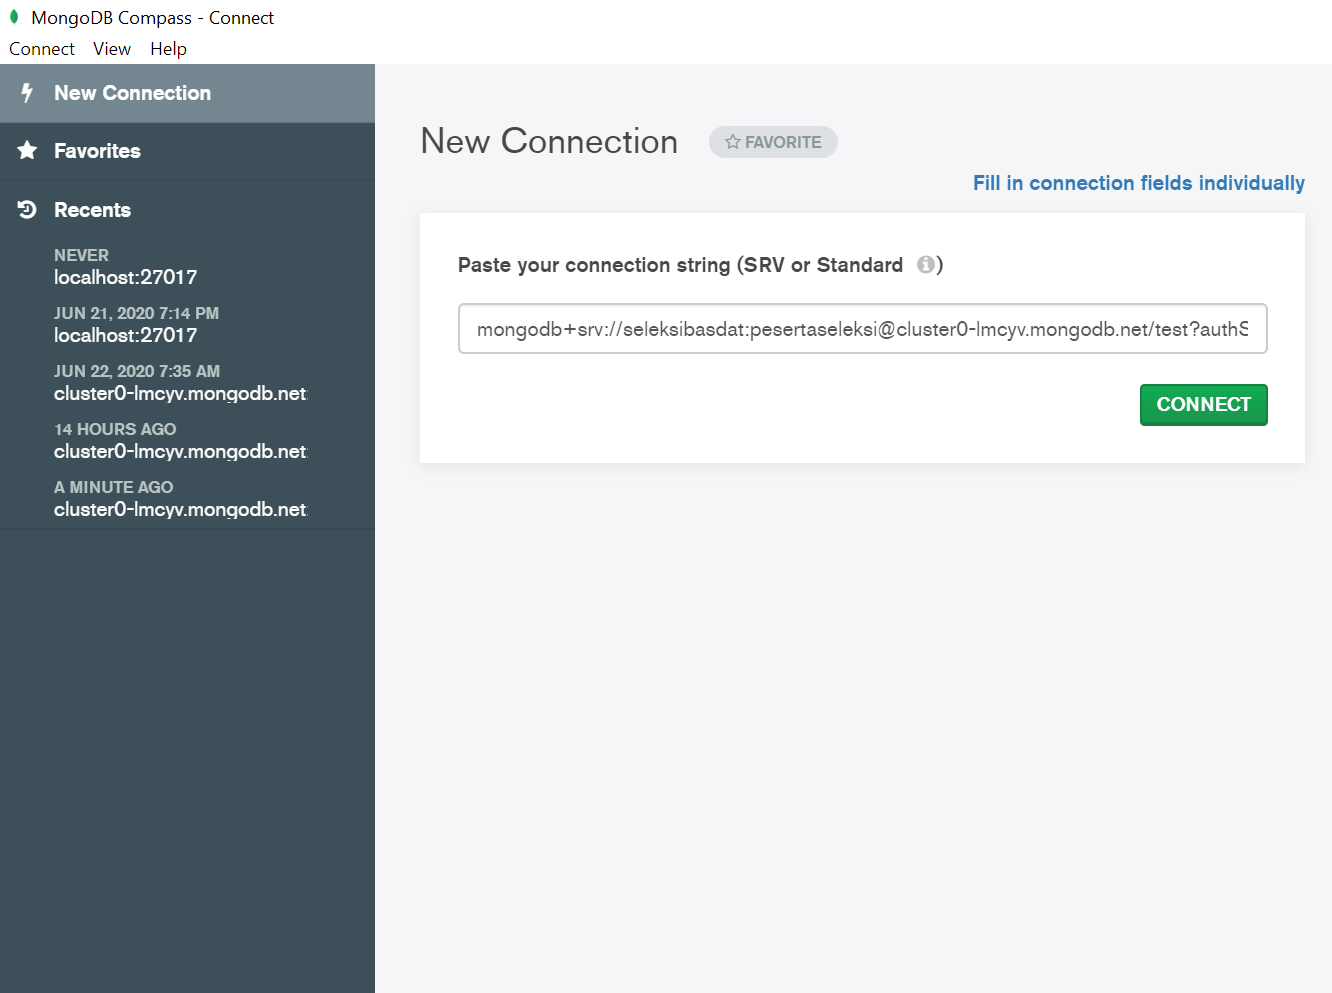 MongoDB Compass - Connect
Connect View Help
New Connection
Favorites
Recents
NEVER
localhost:27017
JUN 21, 2020 7:14 PM
localhost:27017
JUN 22, 2020 7:35 AM
cluster0-lmcyv.mongodb.net:
14 HOURS AGO
cluster0-lmcyv.mongodb.net:
A MINUTE AGO
cluster0-lmcyv.mongodb.net:
New Connection
FAVORITE
Fill in connection fields individually
Paste your connection string (SRV or Standard )
mongodb+srv://seleksibasdat:pesertaseleksi@cluster0-lmcyv.mongodb.net/test?authS
CONNECT